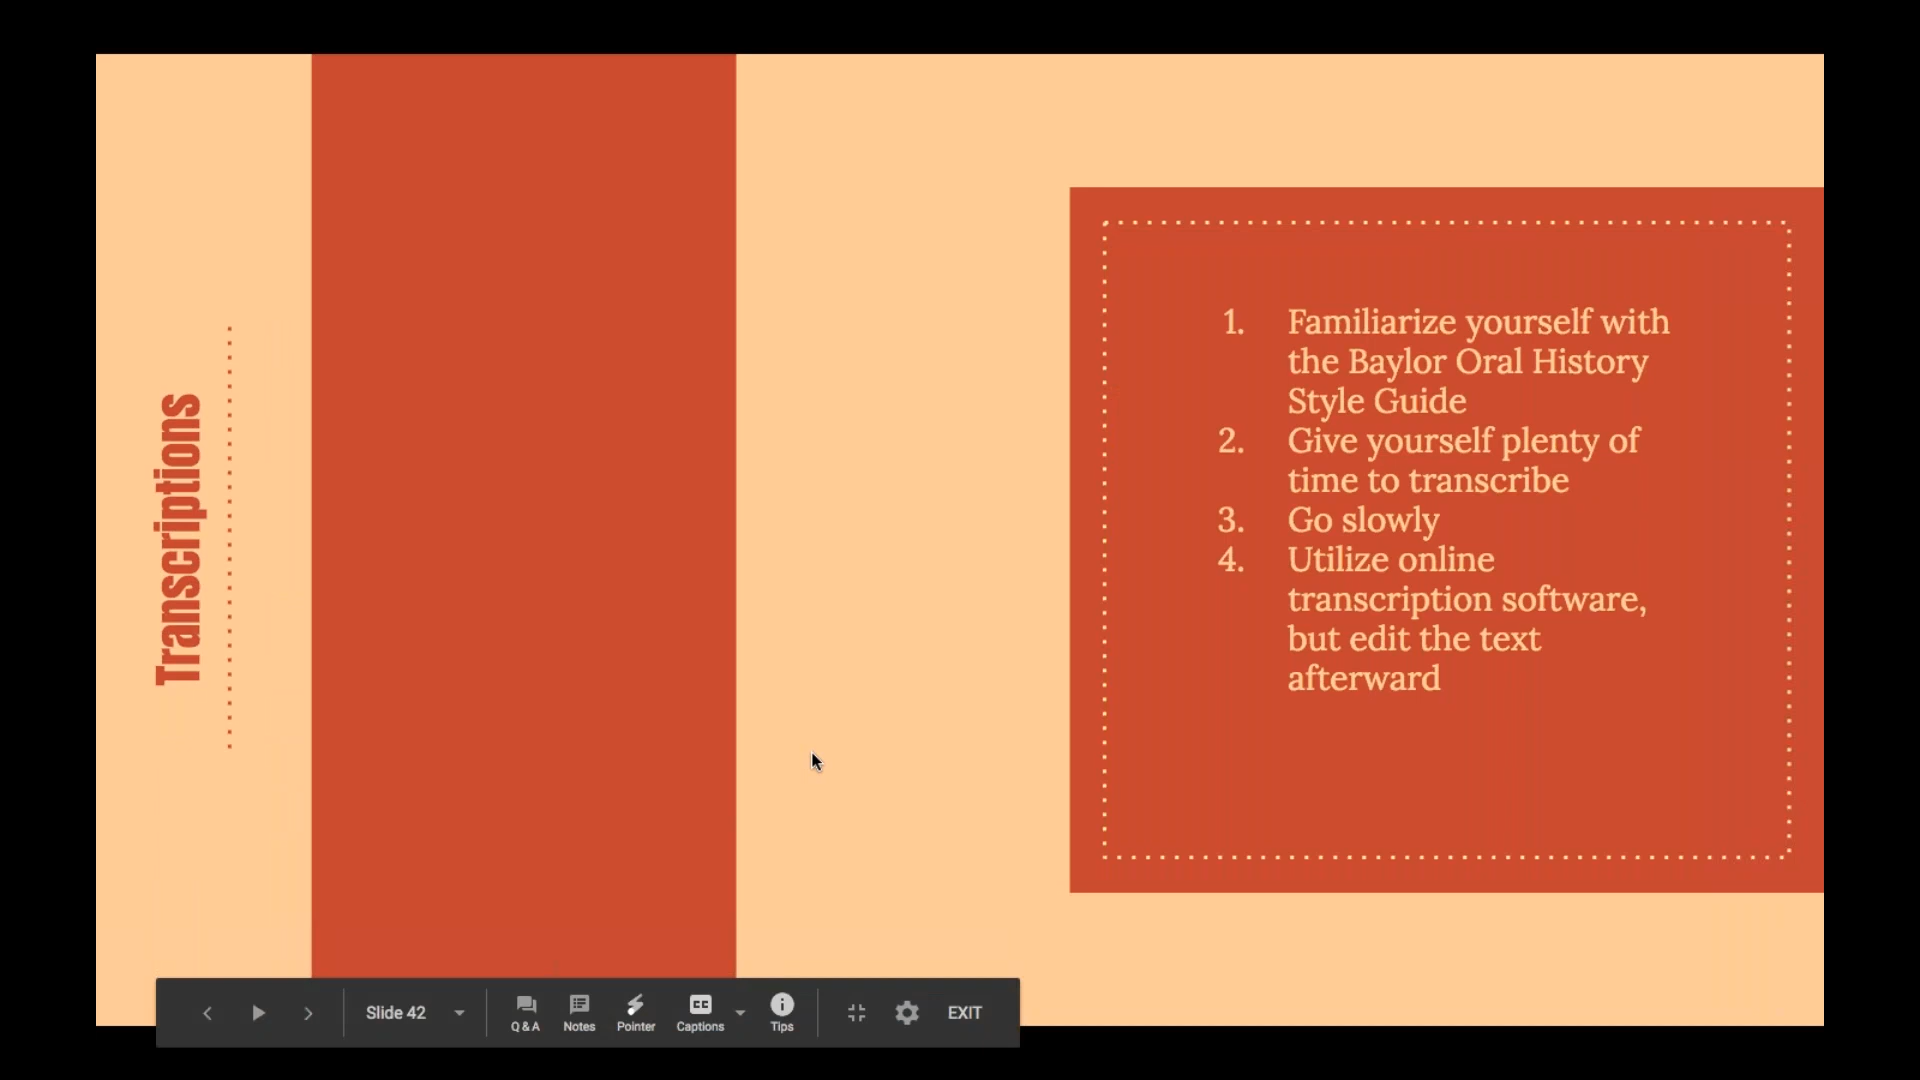 Transcriptions
1. Familiarize yourself with
the Baylor Oral History
Style Guide
2. Give yourself plenty of
time to transcribe
3. Go slowly
4. Utilize online
transcription software,
but edit the text
afterward
Slide 42
Q & A
Notes
Pointer
CC
Captions
Tips
EXIT